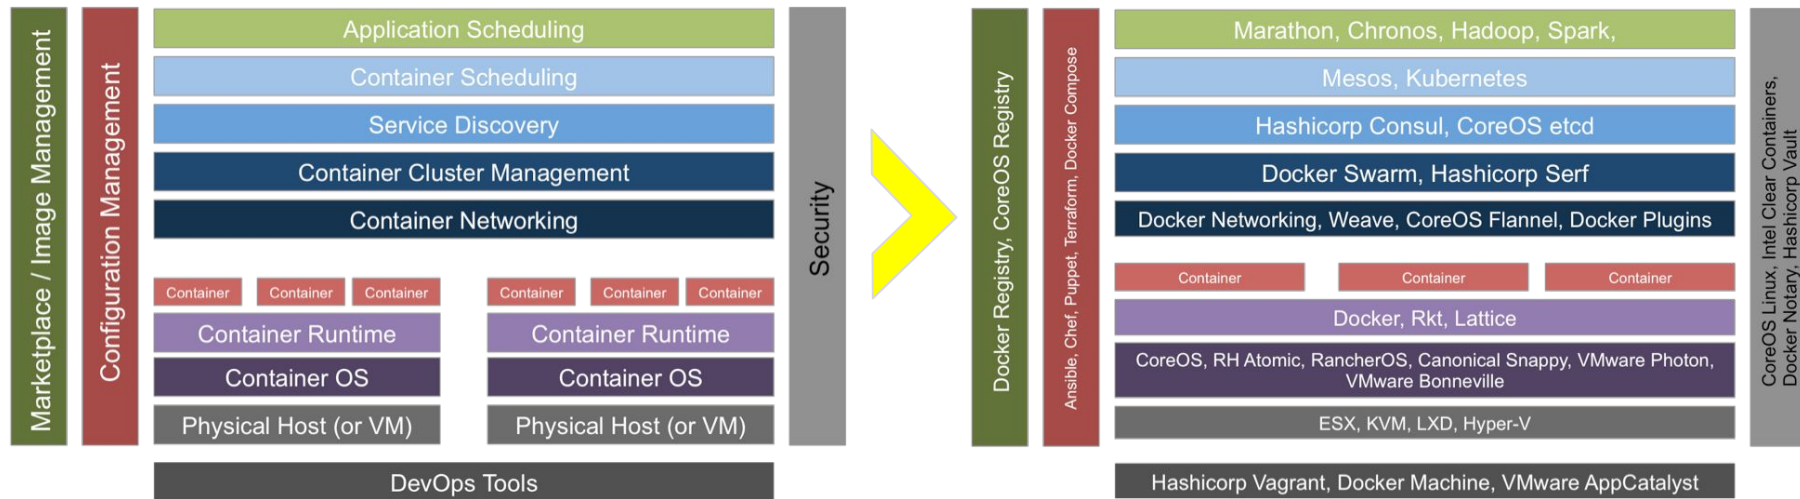 Marketplace / Image Management
Configuration Management
Application Scheduling
Container Scheduling
Service Discovery
Container Cluster Management
Container Networking
Container
Container
Container
Container
Container
Container
Container Runtime
Container Runtime
Container OS
Container OS
Physical Host (or VM)
Physical Host (or VM)
DevOps Tools
Security
Docker Registry, CoreOS Registry
Ansible, Chef, Puppet, Terraform, Docker Compose
Marathon, Chronos, Hadoop, Spark,
Mesos, Kubernetes
Hashicorp Consul, CoreOS etcd
Docker Swarm, Hashicorp Serf
Docker Networking, Weave, CoreOS Flannel, Docker Plugins
Container
Container
Container
Docker, Rkt, Lattice
CoreOS, RH Atomic, RancherOS, Canonical Snappy, VMware Photon,
VMware Bonneville
ESX, KVM, LXD, Hyper-V
Hashicorp Vagrant, Docker Machine, VMware AppCatalyst
CoreOS Linux, Intel Clear Containers,
Docker Notary, Hashicorp Vault